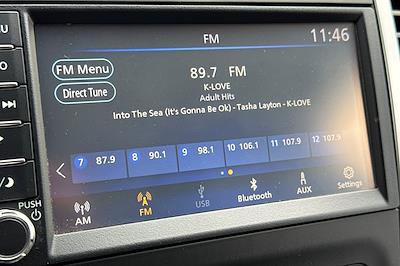 FM
11:46
FM Menu
89.7 FM
K-LOVE
Direct Tune
Adult Hits
Into The Sea (It's Gonna Be Ok) - Tasha Layton - K-LOVE
7 87.9 8 90.1 9 98.1 10 106.1 11 107.9 12 107.9
AM
FM
USB
Bluetooth
AUX
Settings
PUSH